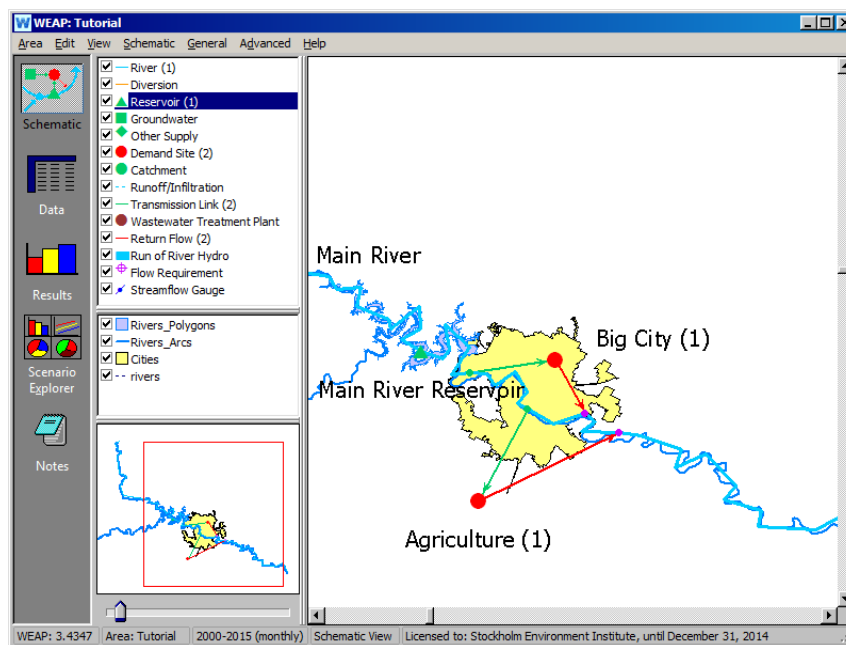 WEAP: Tutorial
Area Edit View Schematic General Advanced Help
Schematic
Data
Results
Scenario
Explorer
Notes
River (1)
Diversion
Reservoir (1)
Groundwater
Other Supply
Demand Site (2)
Catchment
Runoff/Infiltration
Transmission Link (2)
Wastewater Treatment Plant
Return Flow (2)
Run of River Hydro
Flow Requirement
Streamflow Gauge
Rivers_Polygons
Rivers_Arcs
Cities
rivers
Main River
Big City (1)
Main River Reservoir
Agriculture (1)
WEAP: 3.4347 Area: Tutorial 2000-2015 (monthly) Schematic View Licensed to: Stockholm Environment Institute, until December 31, 2014